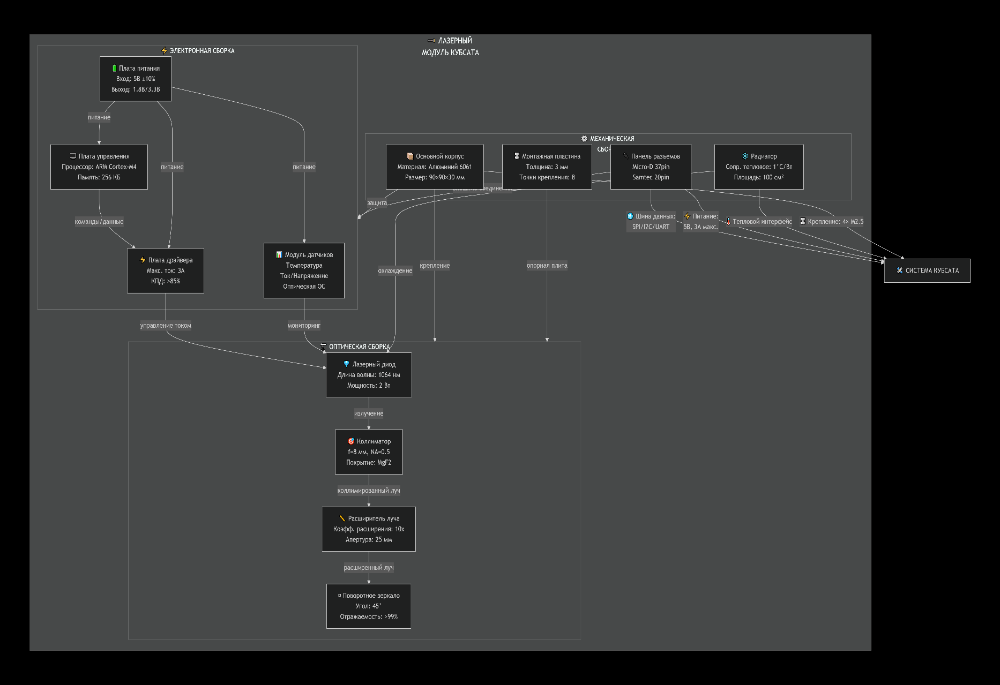 ЛАЗЕРНЫЙ
МОДУЛЬ КУБСАТА
ЭЛЕКТРОННАЯ СБОРКА
Плата питания
Вход: 5В ±10%
Выход: 1.8В/3.3В
питание
питание
питание
Плата управления
Процессор: ARM Cortex-M4
Память: 256 КБ
команды/данные
Плата драйвера
Макс. ток: 3А
КПД: >85%
Модуль датчиков
Температура
Ток/Напряжение
Оптическая ОС
управление током
мониторинг
МЕХАНИЧЕСКАЯ
Основной корпус
Материал: Алюминий 6061
Размер: 90×90×30 мм
Монтажная пластина
Толщина: 3 мм
Точки крепления: 8
Панель разъемов
Micro-D 37pin
Samtec 20pin
Радиатор
Сопр. тепловое: 1°C/Вт
Площадь: 100 см²
защита
охлаждение
крепление
опорная плита
Шина данных:
SPI/I2C/UART
Питание:
5В, 3А макс.
Тепловой интерфейс
Крепление: 4× М2.5
СИСТЕМА КУБСАТА
ОПТИЧЕСКАЯ СБОРКА
Лазерный диод
Длина волны: 1064 нм
Мощность: 2 Вт
излучение
Коллиматор
f=8 мм, NA=0.5
Покрытие: MgF2
коллимированный луч
Расширитель луча
Коэфф. расширения: 10x
Апертура: 25 мм
расширенный луч
Поворотное зеркало
Угол: 45°
Отражаемость: >99%